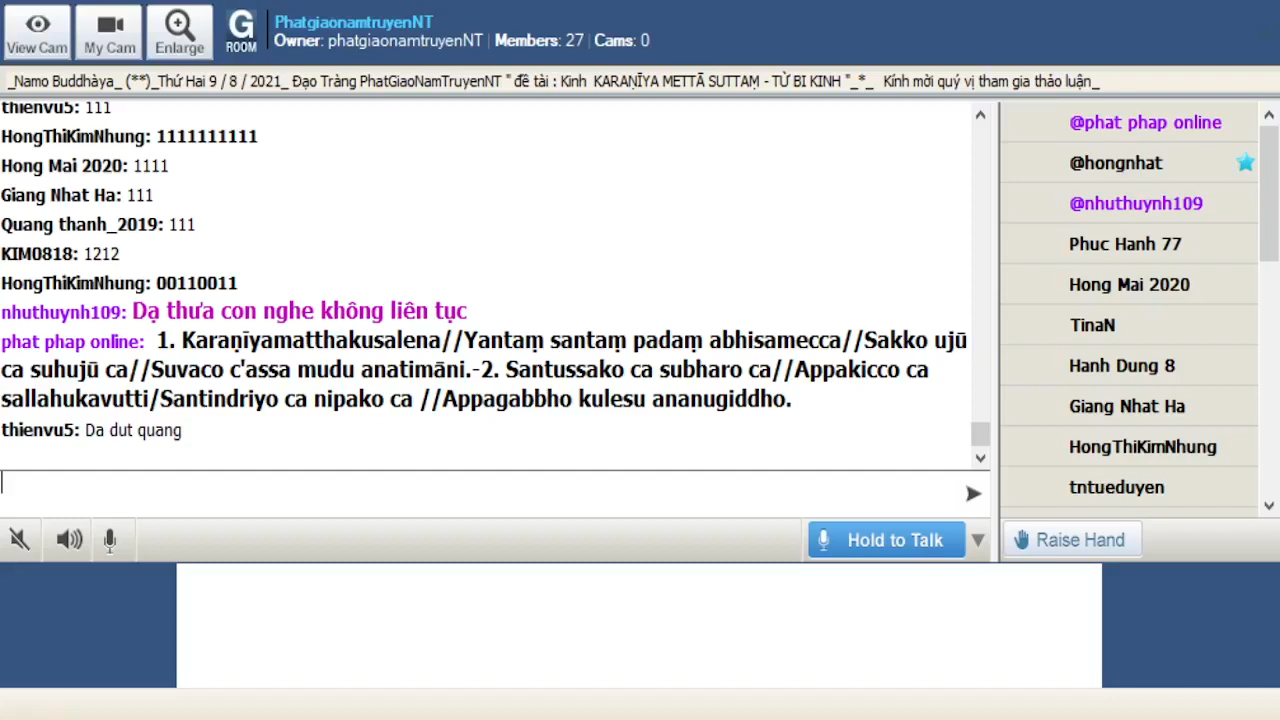 View Cam
My Cam
Enlarge
G
ROOM
PhatgiaonamtruyenNT
Owner: phatgiaonamtruyenNT | Members: 27 | Cams: 0
_Namo Buddhàya_ (**)_Thứ Hai 9 / 8 / 2021_ Đạo Tràng PhatGiaoNamTruyenNT " đề tài : Kinh KARAṆĪYA METTĀ SUTTAṂ - TỪ BI KINH "_*_ Kính mời quý vị tham gia thảo luận_
thienvu5: 111
HongThiKimNhung: 1111111111
Hong Mai 2020: 1111
Giang Nhat Ha: 111
Quang thanh_2019: 111
KIM0818: 1212
HongThiKimNhung: 00110011
nhuthuynh109: Dạ thưa con nghe không liên tục
phat phap online: 1. Karaṇīyamatthakusalena//Yantaṃ santaṃ padaṃ abhisamecca//Sakko ujū
ca suhujū ca//Suvaco c'assa mudu anatimāni.-2. Santussako ca subharo ca//Appakicco ca
sallahukavutti/Santindriyo ca nipako ca //Appagabbho kulesu ananugiddho.
thienvu5: Da dut quang
Hold to Talk
@phat phap online
@hongnhat
@nhuthuynh109
Phuc Hanh 77
Hong Mai 2020
TinaN
Hanh Dung 8
Giang Nhat Ha
HongThiKimNhung
tntueduyen
Raise Hand